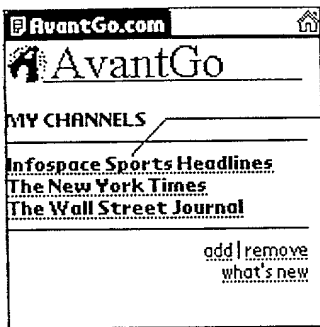 AvantGo.com
AvantGo
MY CHANNELS
Infospace Sports Headlines
The New York Times
The Wall Street Journal
add | remove
what's new